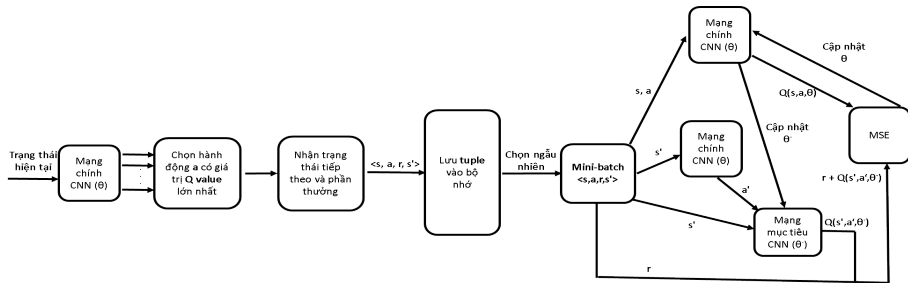 Trạng thái
hiện tại
Mạng
chính
CNN (θ)
Chọn hành
động a có giá
trị Q value
lớn nhất
Nhận trạng
thái tiếp
theo và phần
thưởng
<s, a, r, s'>
Lưu tuple
vào bộ
nhớ
Chọn ngẫu
nhiên
Mini-batch
<s,a,r,s'>
s, a
Mạng
chính
CNN (θ)
Cập nhật
θ
Q(s,a,θ)
Cập nhật
θ-
MSE
s'
Mạng
chính
CNN (θ)
a'
s'
Mạng
mục tiêu
CNN (θ-)
Q(s',a',θ-)
r + Q(s',a',θ-)
r